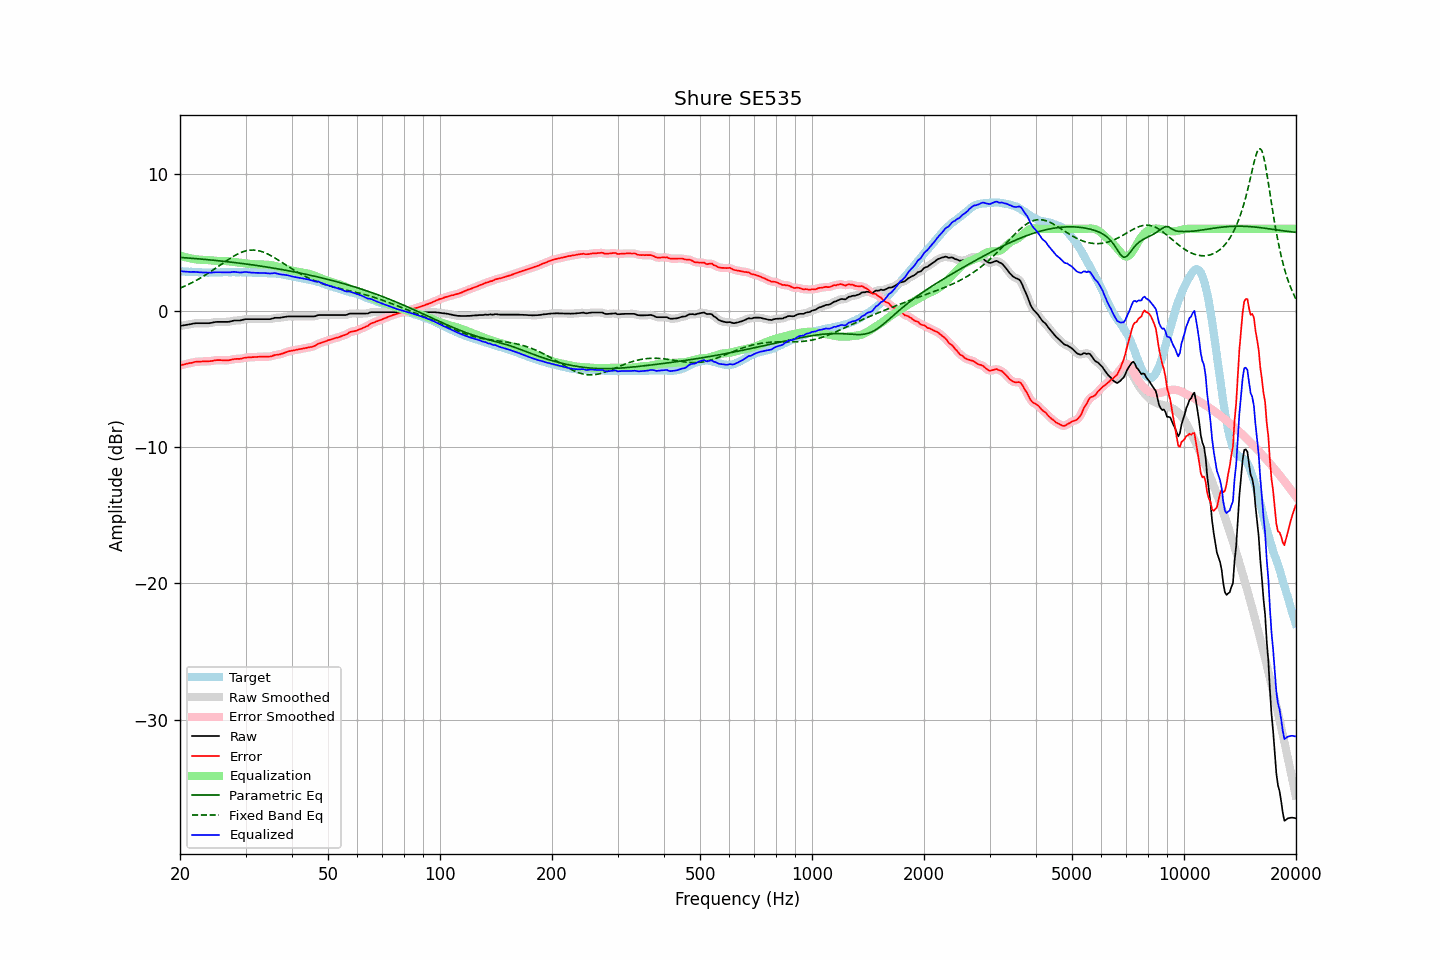 Shure SE535
Amplitude (dBr)
10
0
−10
−20
−30
Target
Raw Smoothed
Error Smoothed
Raw
Error
Equalization
Parametric Eq
Fixed Band Eq
Equalized
20 50 100 200 500 1000 2000 5000 10000 20000
Frequency (Hz)